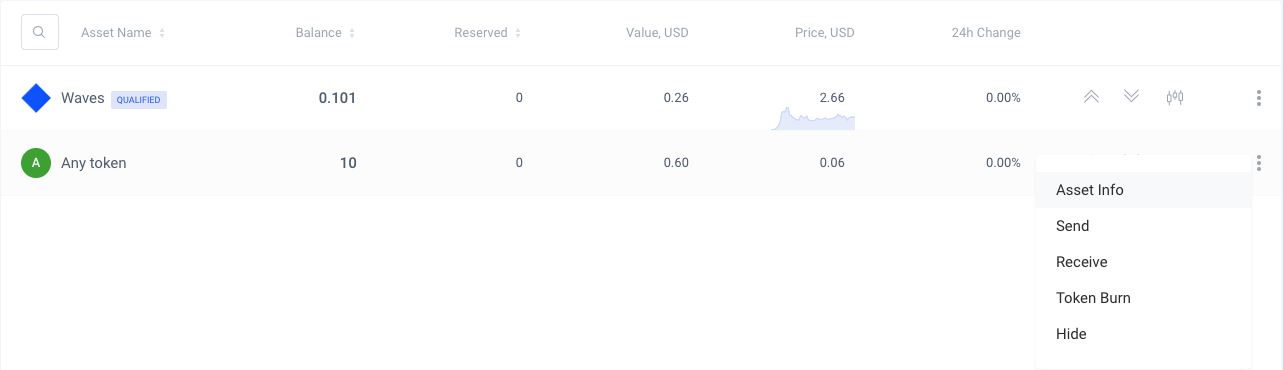 Asset Name Balance Reserved Value, USD Price, USD 24h Change
Waves QUALIFIED 0.101 0 0.26 2.66 0.00%
A Any token 10 0 0.60 0.06 0.00%
Asset Info
Send
Receive
Token Burn
Hide